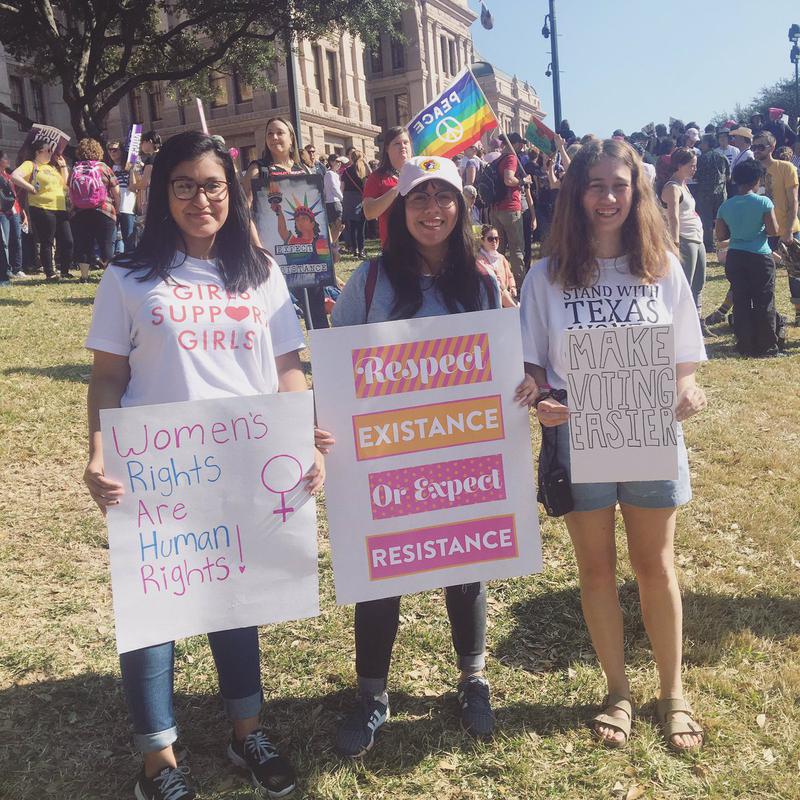 PEACE
EXPECT
RESISTANCE
GIRLS
SUPPORT
GIRLS
STAND WITH
TEXAS
Women's
Rights
Are
Human
Rights!
Respect
EXISTANCE
Or Expect
RESISTANCE
MAKE
VOTING
EASIER